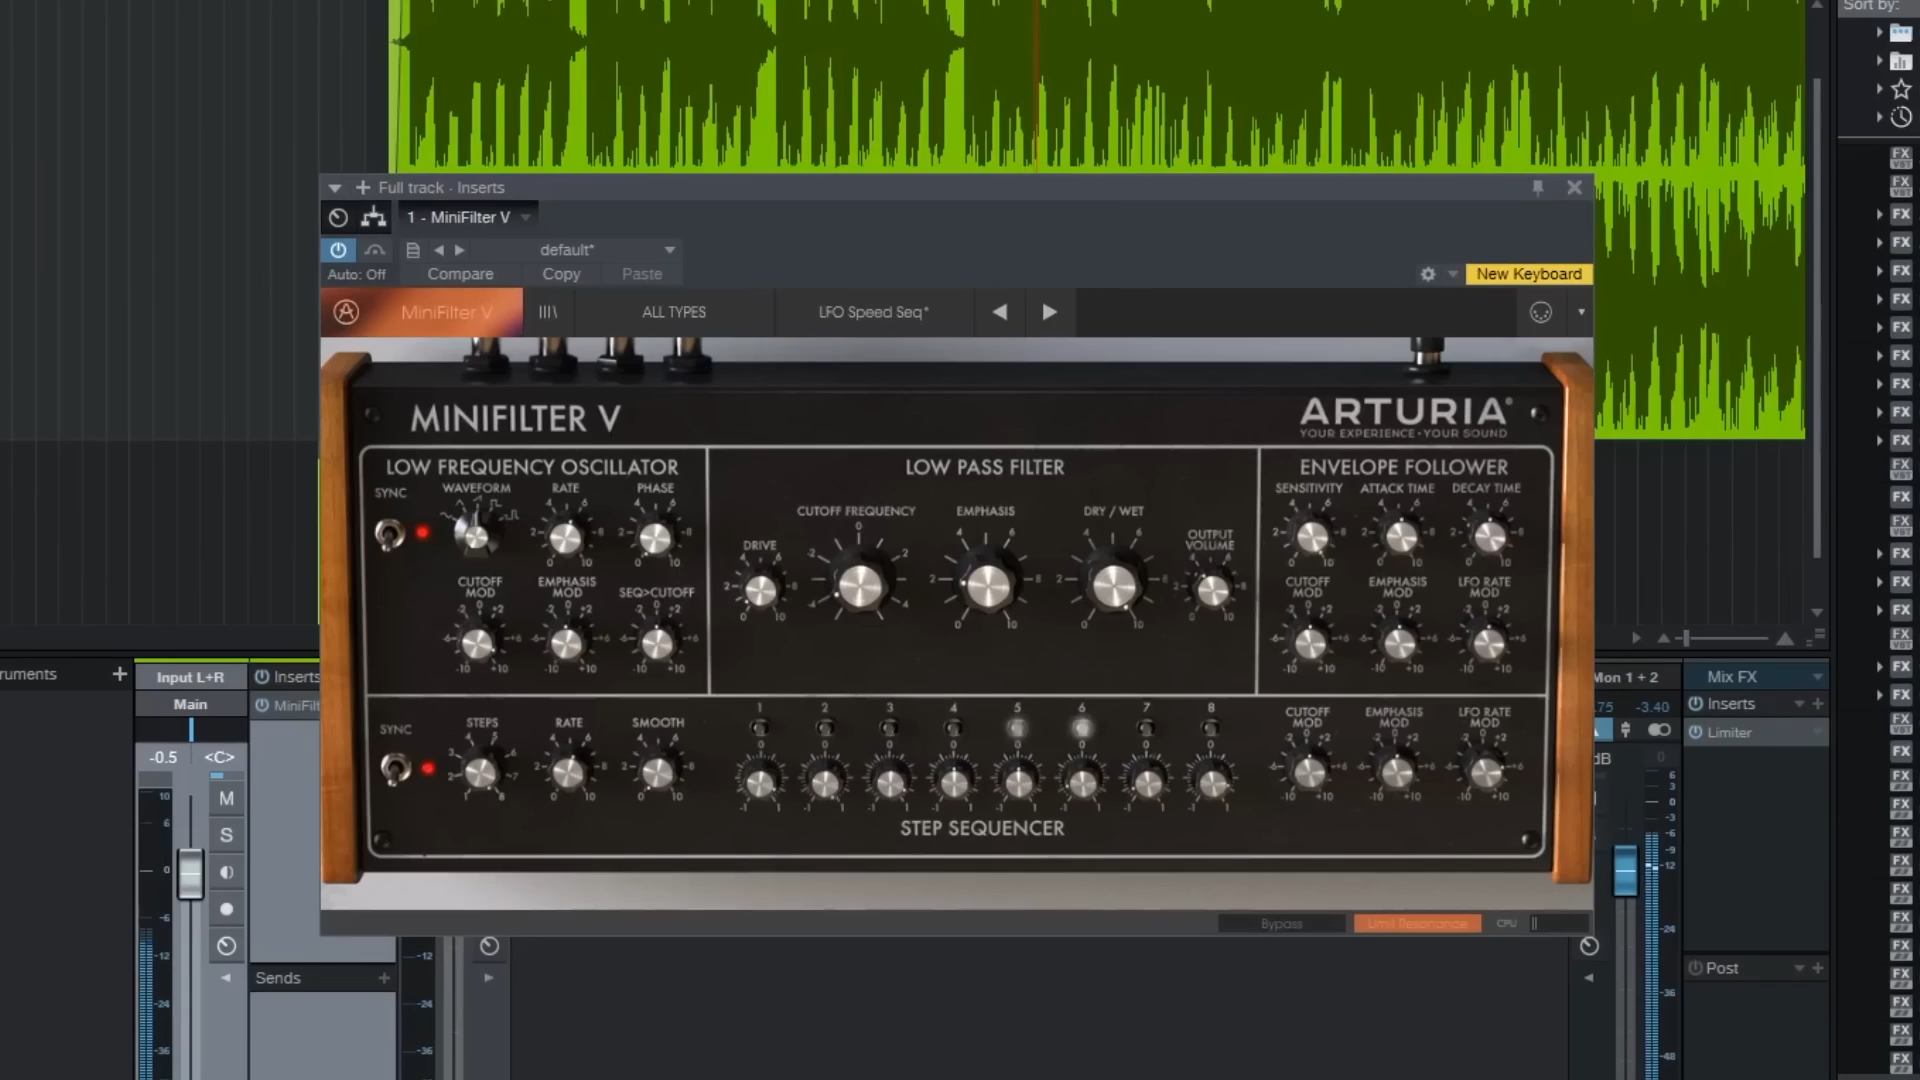 Sort by:
Full track - Inserts
1 - MiniFilter V
default*
Auto: Off
Compare
Copy
Paste
New Keyboard
MiniFilter V
ALL TYPES
LFO Speed Seq*
MINIFILTER V
ARTURIA
YOUR EXPERIENCE • YOUR SOUND
LOW FREQUENCY OSCILLATOR
SYNC
WAVEFORM
RATE
PHASE
CUTOFF MOD
EMPHASIS MOD
SEQ>CUTOFF
LOW PASS FILTER
DRIVE
CUTOFF FREQUENCY
EMPHASIS
DRY / WET
OUTPUT VOLUME
ENVELOPE FOLLOWER
SENSITIVITY
ATTACK TIME
DECAY TIME
CUTOFF MOD
EMPHASIS MOD
LFO RATE MOD
SYNC
STEPS
RATE
SMOOTH
1 2 3 4 5 6 7 8
CUTOFF MOD
EMPHASIS MOD
LFO RATE MOD
STEP SEQUENCER
Bypass
Limit Resonance
CPU
ruments
Input L+R
Main
-0.5
<C>
M
S
Inserts
MiniFilt
Sends
Mon 1 + 2
.75
-3.40
dB
Mix FX
Inserts
Limiter
Post